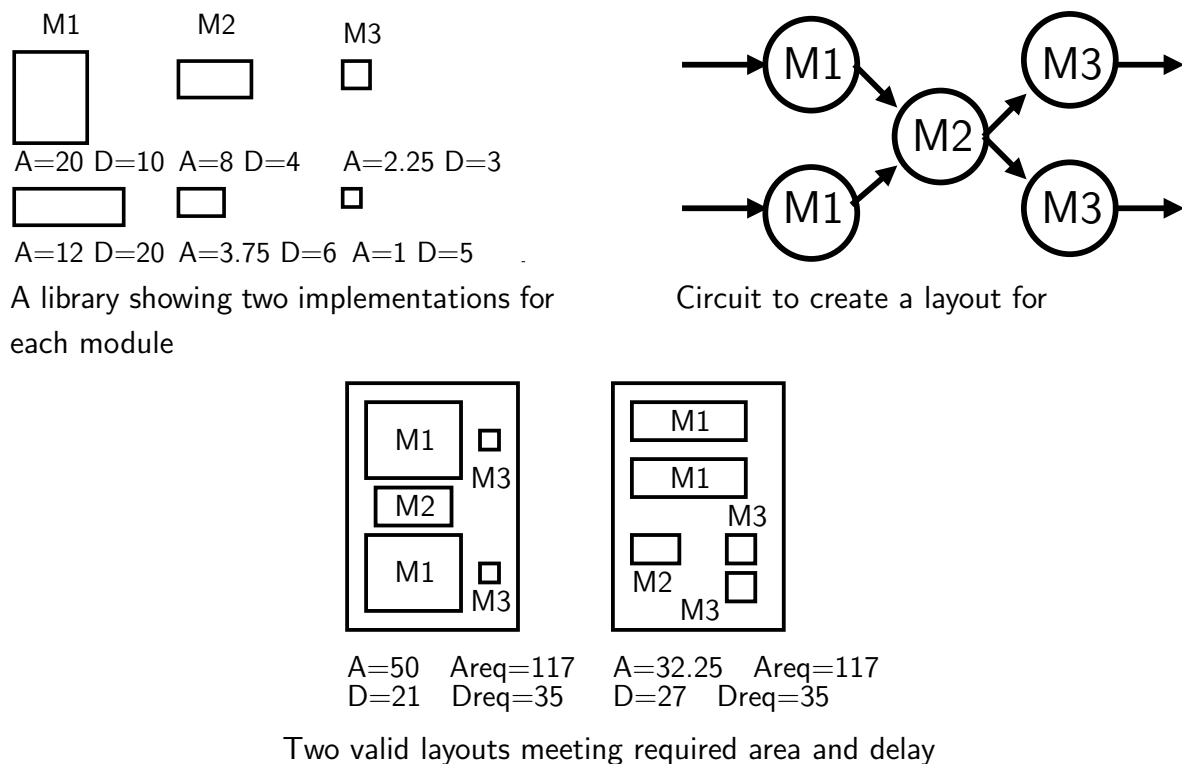 M1 M2 M3
A=20 D=10 A=8 D=4 A=2.25 D=3
A=12 D=20 A=3.75 D=6 A=1 D=5
A library showing two implementations for
each module
M1 M3
M2
M1 M3
Circuit to create a layout for
M1
M3
M2
M1
M3
A=50 Areq=117
D=21 Dreq=35
M1
M1
M3
M2
M3
A=32.25 Areq=117
D=27 Dreq=35
Two valid layouts meeting required area and delay